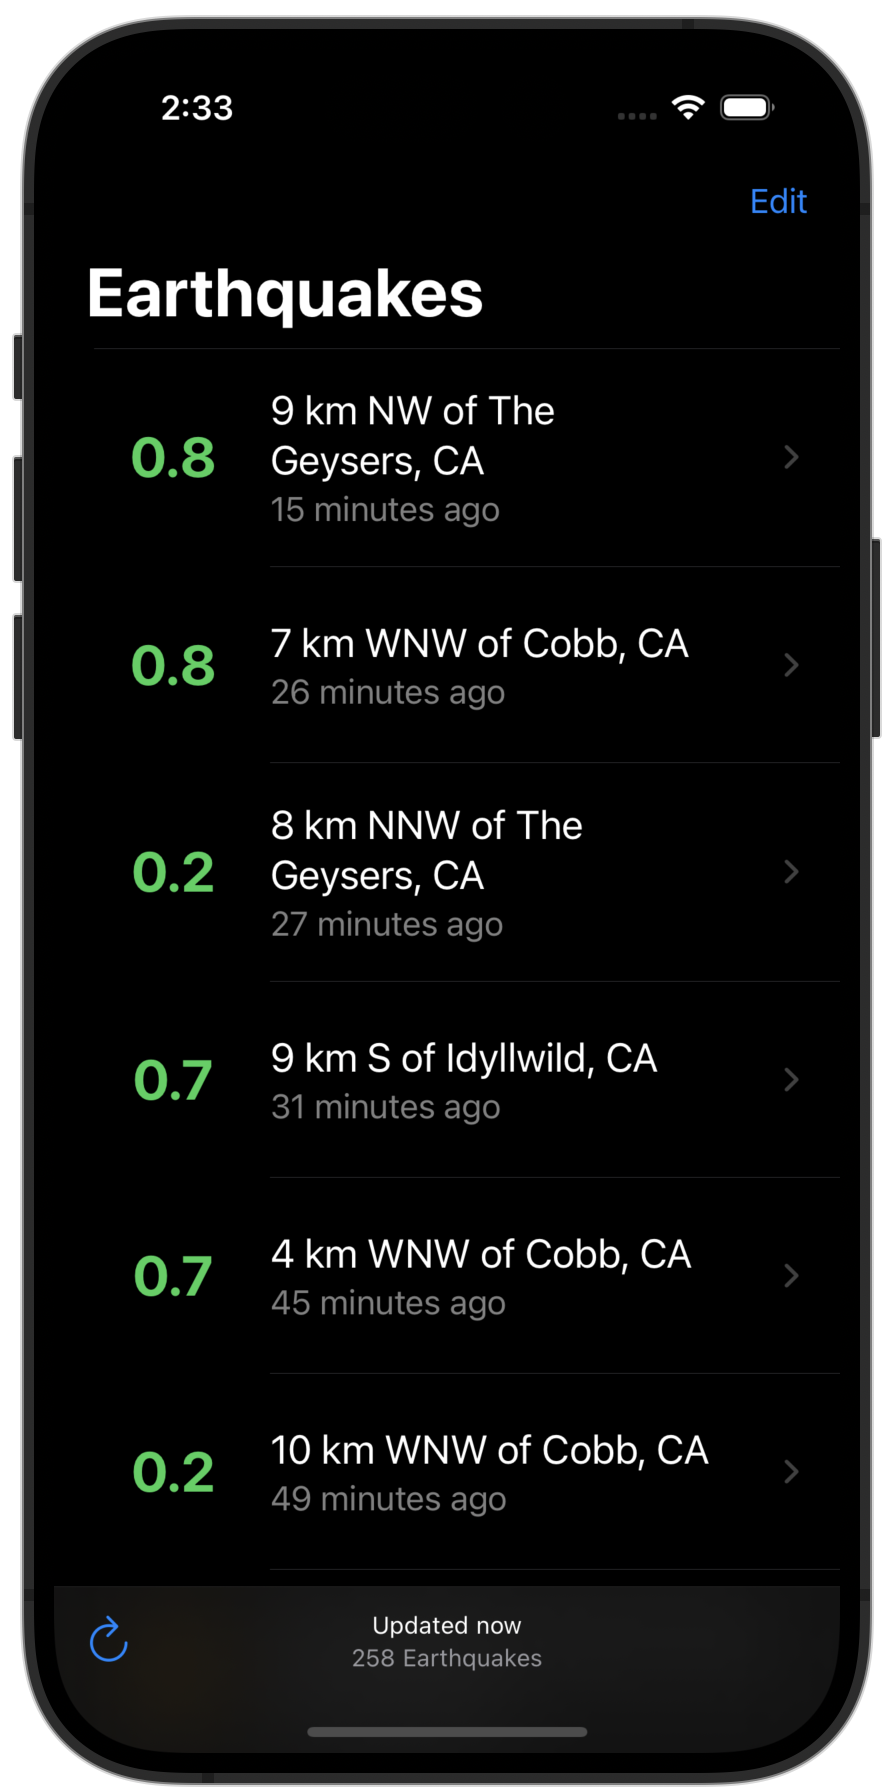 2:33
Edit
Earthquakes
0.8
9 km NW of The
Geysers, CA
15 minutes ago
0.8
7 km WNW of Cobb, CA
26 minutes ago
0.2
8 km NNW of The
Geysers, CA
27 minutes ago
0.7
9 km S of Idyllwild, CA
31 minutes ago
0.7
4 km WNW of Cobb, CA
45 minutes ago
0.2
10 km WNW of Cobb, CA
49 minutes ago
Updated now
258 Earthquakes